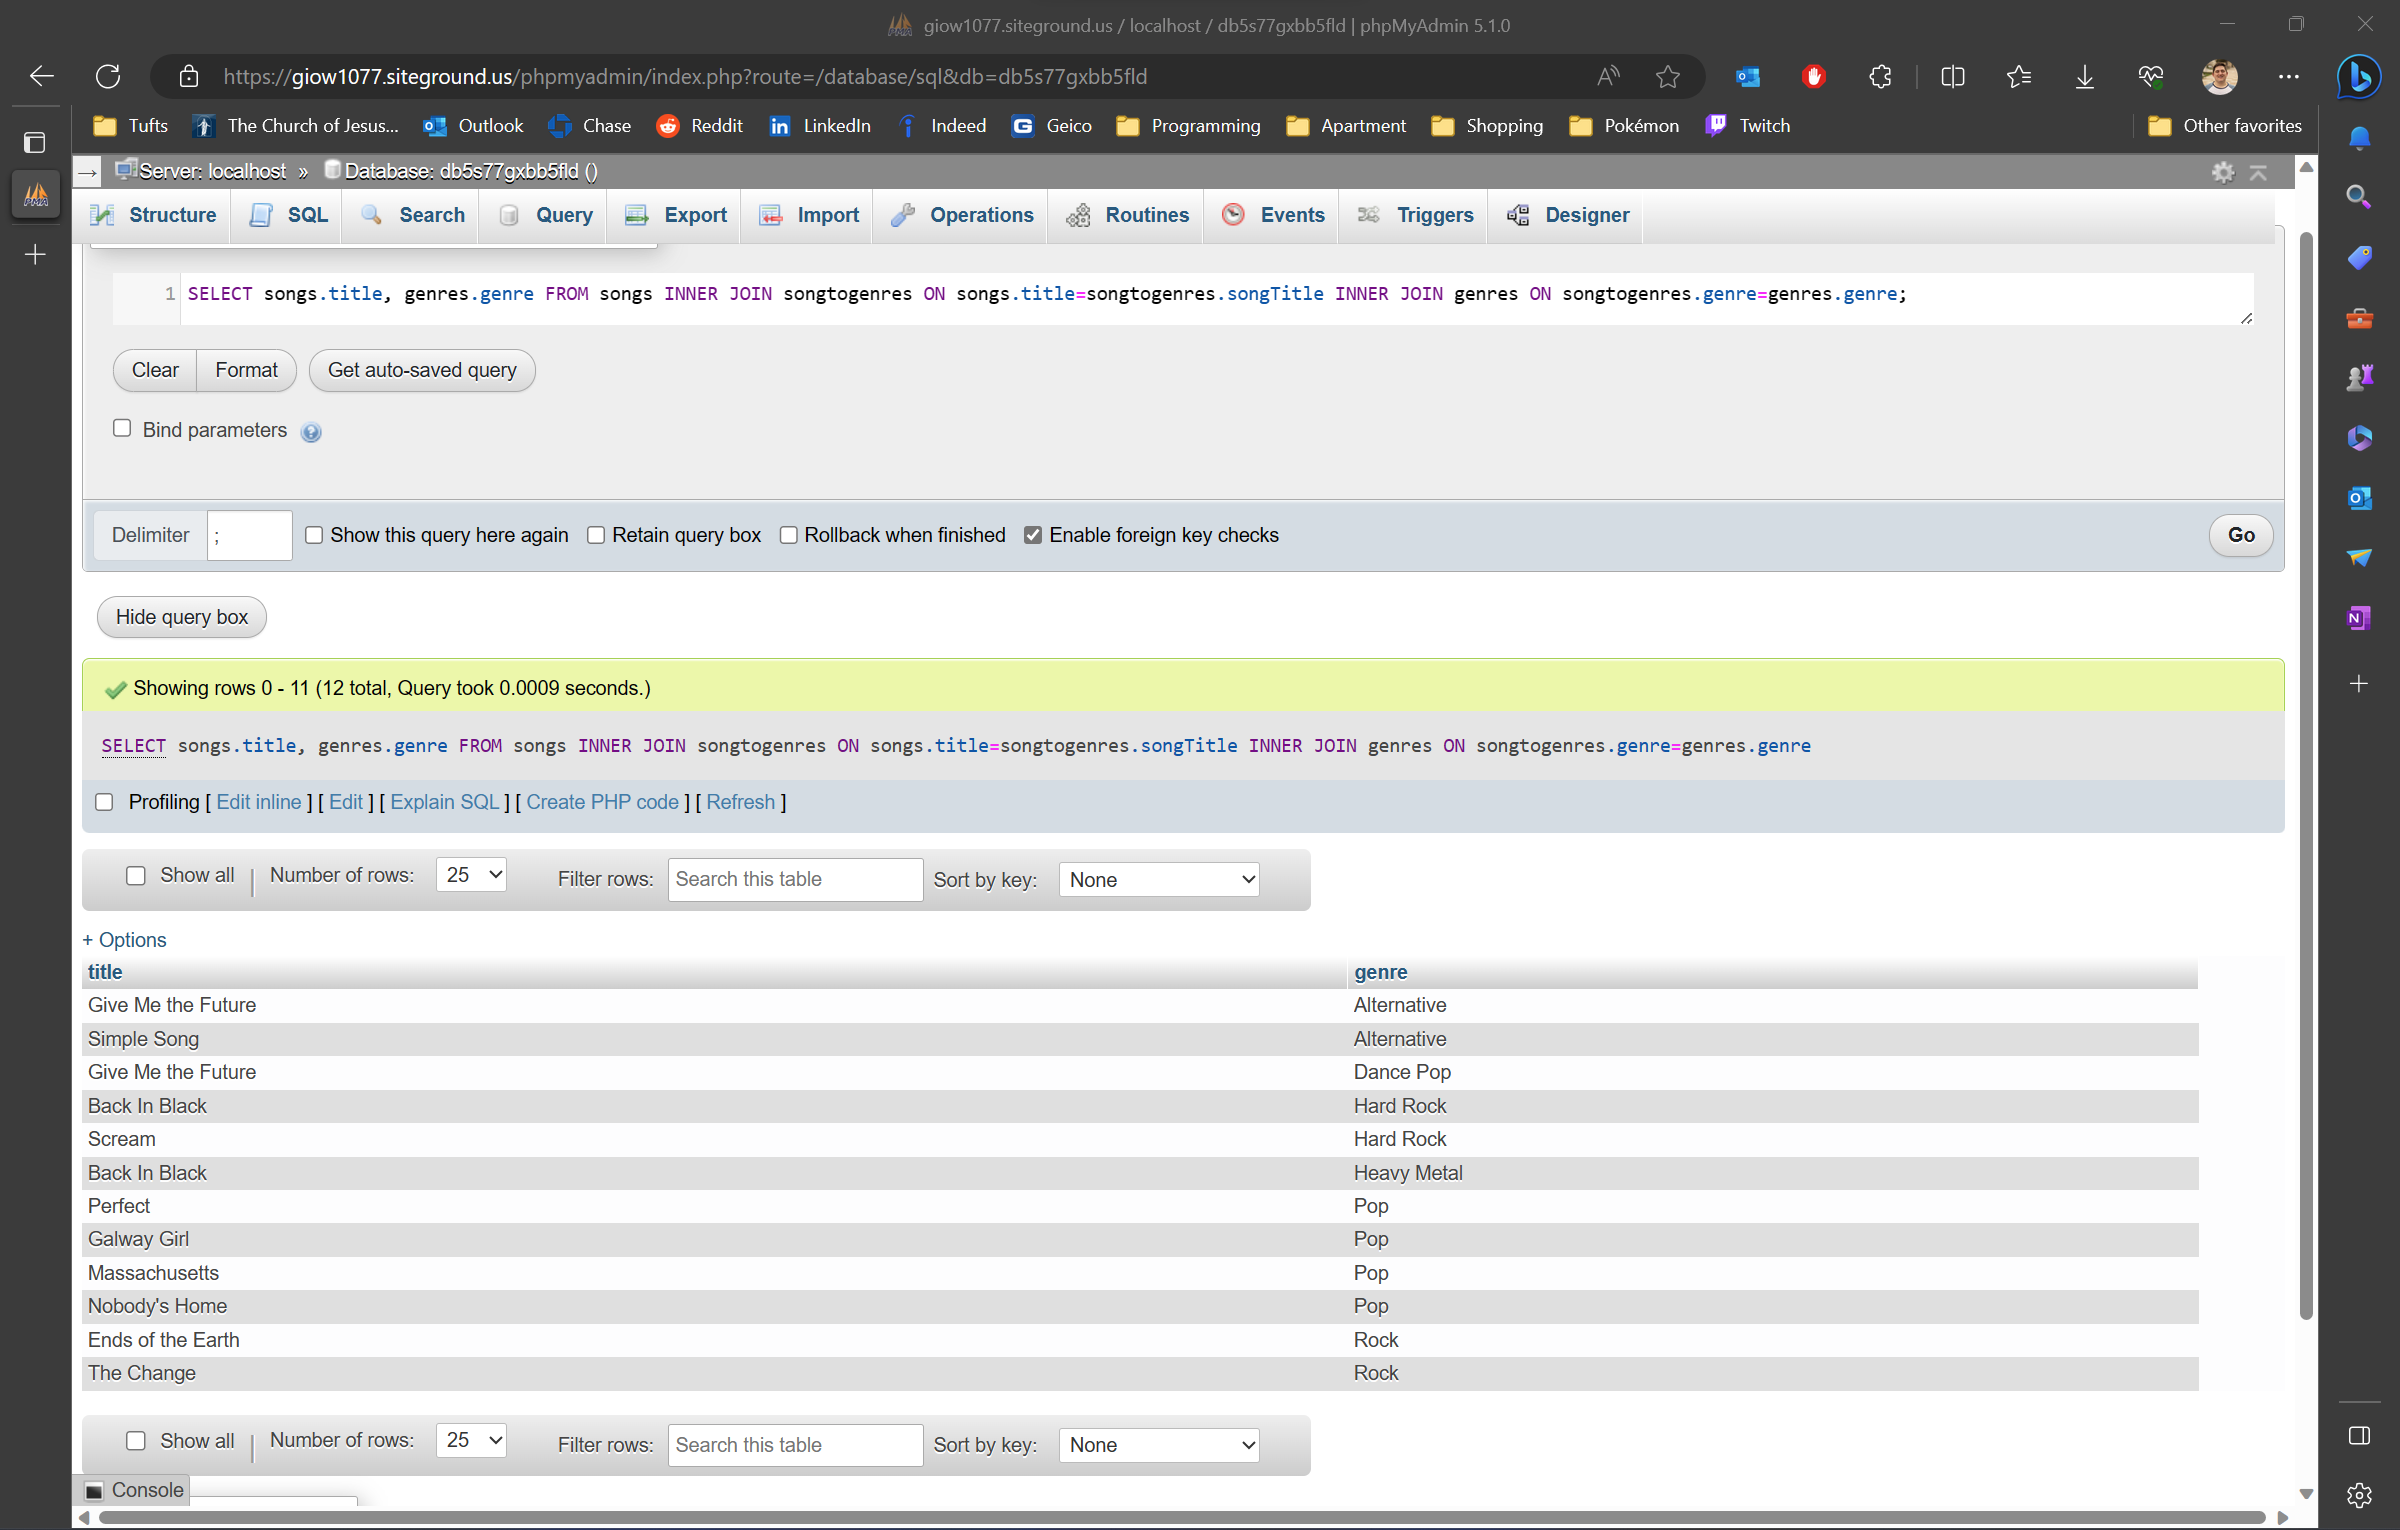 giow1077.siteground.us / localhost / db5s77gxbb5fld | phpMyAdmin 5.1.0
https://giow1077.siteground.us/phpmyadmin/index.php?route=/database/sql&db=db5s77gxbb5fld
Tufts The Church of Jesus... Outlook Chase Reddit LinkedIn Indeed Geico Programming Apartment Shopping Pokémon Twitch Other favorites
Server: localhost » Database: db5s77gxbb5fld ()
Structure SQL Search Query Export Import Operations Routines Events Triggers Designer
1 SELECT songs.title, genres.genre FROM songs INNER JOIN songtogenres ON songs.title=songtogenres.songTitle INNER JOIN genres ON songtogenres.genre=genres.genre;
Clear Format Get auto-saved query
Bind parameters
Delimiter ; Show this query here again Retain query box Rollback when finished Enable foreign key checks Go
Hide query box
Showing rows 0 - 11 (12 total, Query took 0.0009 seconds.)
SELECT songs.title, genres.genre FROM songs INNER JOIN songtogenres ON songs.title=songtogenres.songTitle INNER JOIN genres ON songtogenres.genre=genres.genre
Profiling [ Edit inline ] [ Edit ] [ Explain SQL ] [ Create PHP code ] [ Refresh ]
Show all | Number of rows: 25 Filter rows: Search this table Sort by key: None
+ Options
title genre
Give Me the Future Alternative
Simple Song Alternative
Give Me the Future Dance Pop
Back In Black Hard Rock
Scream Hard Rock
Back In Black Heavy Metal
Perfect Pop
Galway Girl Pop
Massachusetts Pop
Nobody's Home Pop
Ends of the Earth Rock
The Change Rock
Show all | Number of rows: 25 Filter rows: Search this table Sort by key: None
Console